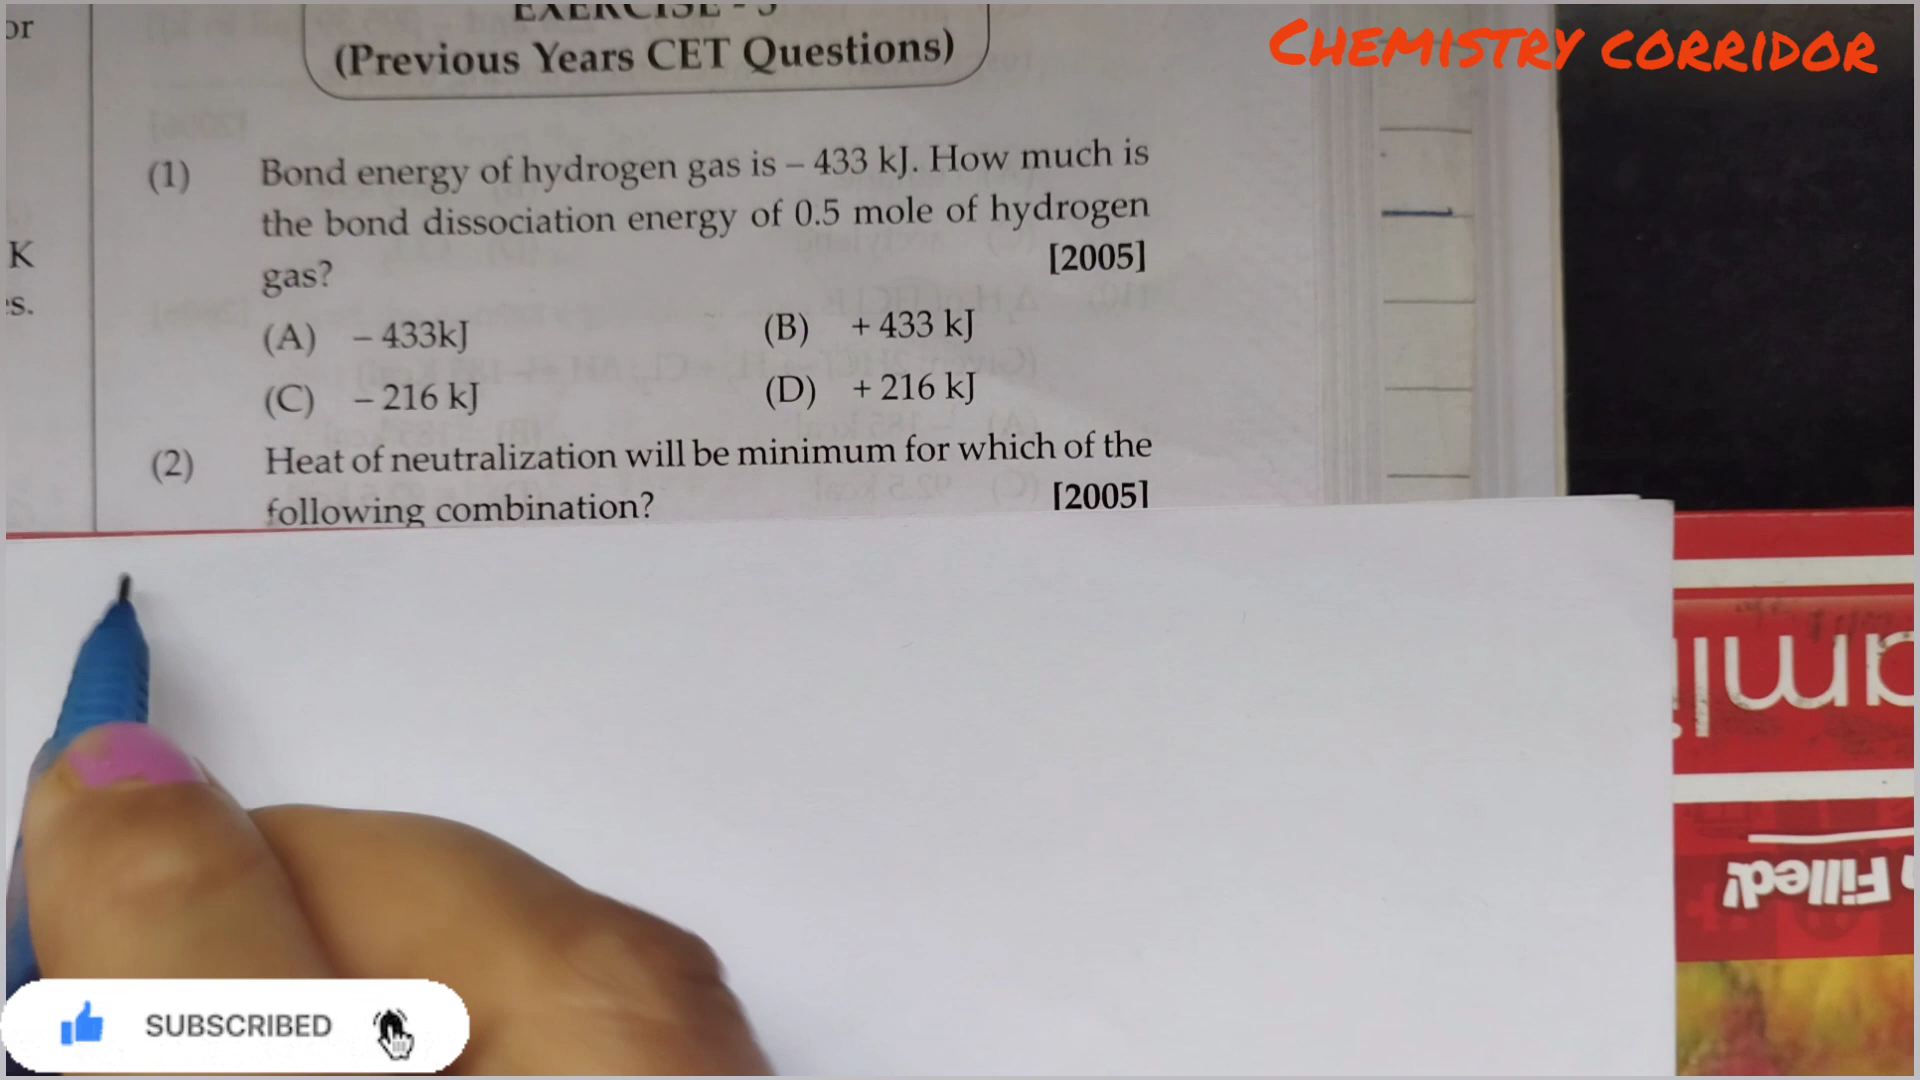 or
K
s.
EXERCISE - 3
(Previous Years CET Questions)
CHEMISTRY CORRIDOR
(1) Bond energy of hydrogen gas is – 433 kJ. How much is
the bond dissociation energy of 0.5 mole of hydrogen
gas? [2005]
(A) – 433kJ (B) + 433 kJ
(C) – 216 kJ (D) + 216 kJ
(2) Heat of neutralization will be minimum for which of the
following combination? [2005]
Filled!
SUBSCRIBED